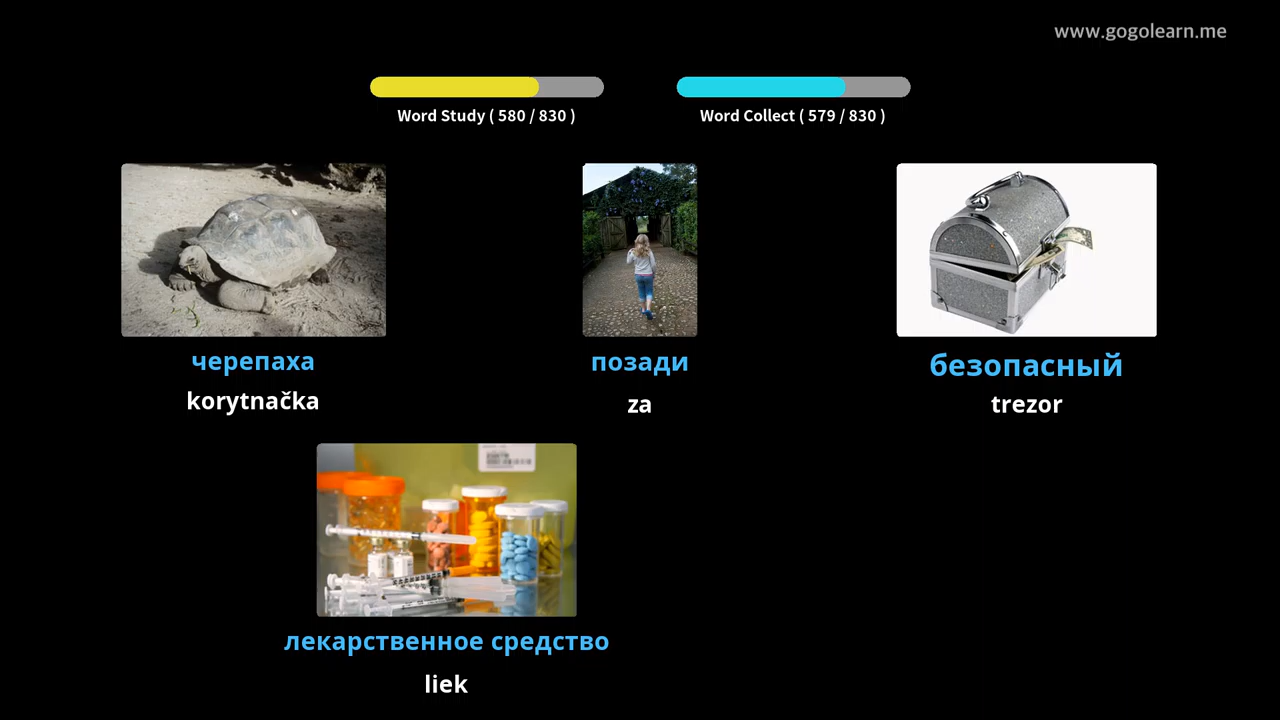 www.gogolearn.me
Word Study ( 580 / 830 )
Word Collect ( 579 / 830 )
черепаха
korytnačka
позади
za
безопасный
trezor
лекарственное средство
liek